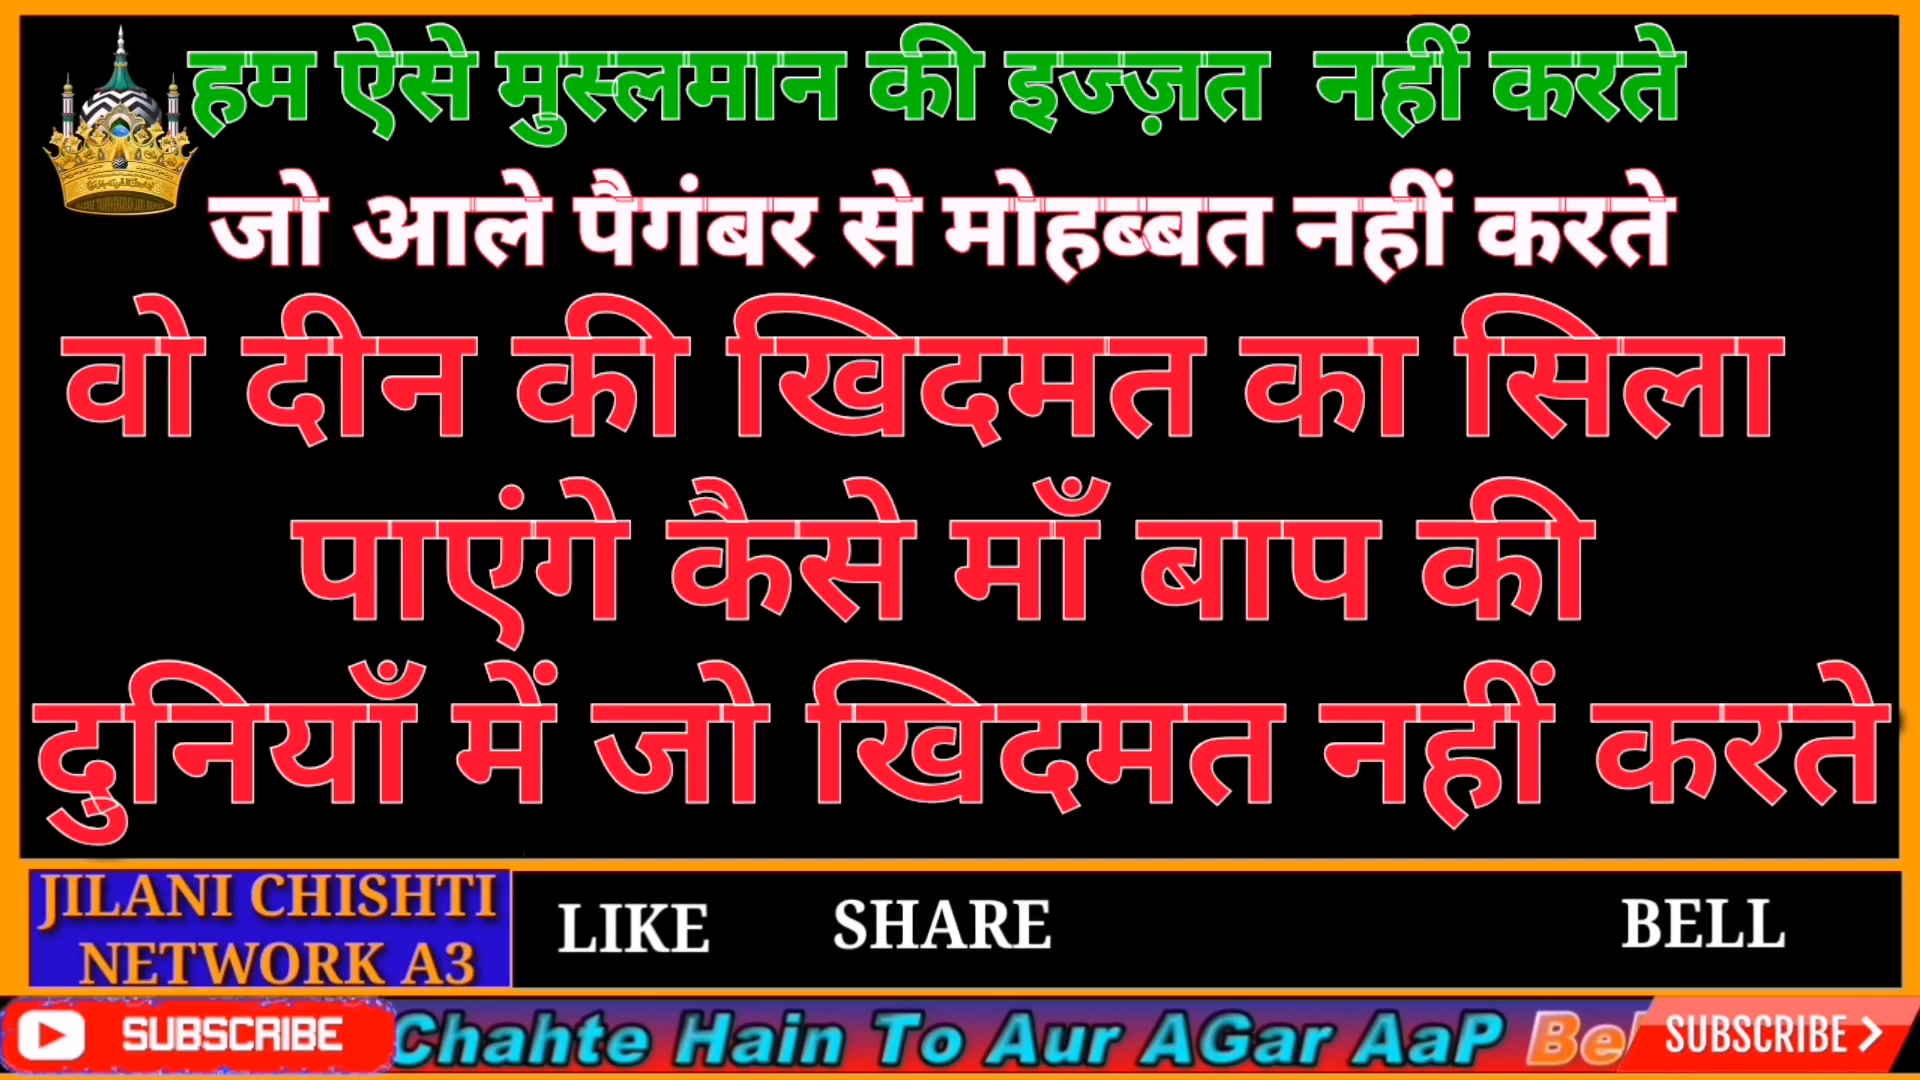 हम ऐसे मुस्लमान की इज्ज़त नहीं करते
जो आले पैगंबर से मोहब्बत नहीं करते
वो दीन की खिदमत का सिला
पाएंगे कैसे माँ बाप की
दुनियाँ में जो खिदमत नहीं करते
JILANI CHISHTI
NETWORK A3
LIKE SHARE BELL
SUBSCRIBE Chahte Hain To Aur AGar AaP SUBSCRIBE